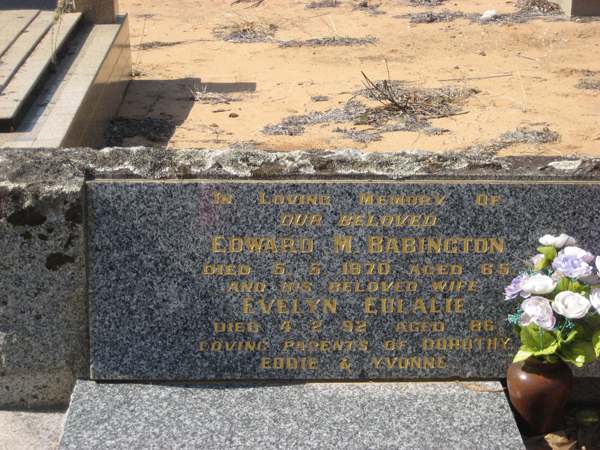 IN LOVING MEMORY OF
OUR BELOVED
EDWARD M. BABINGTON
DIED 5. 5. 1970 AGED 65
AND HIS BELOVED WIFE
EVELYN EULALIE
DIED 4. 2. 92 AGED 86
LOVING PARENTS OF DOROTHY,
EDDIE & YVONNE